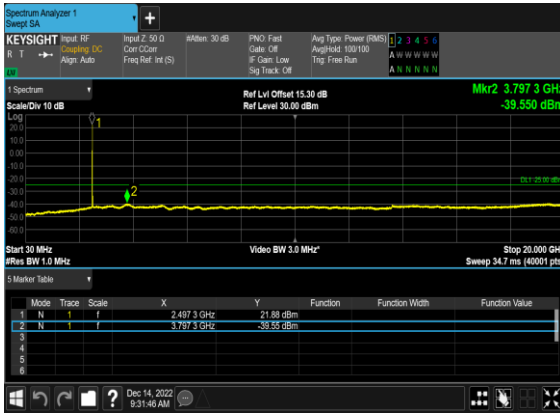 Spectrum Analyzer 1
Swept SA
+
KEYSIGHT Input: RF Input Z: 50 Ω #Atten: 30 dB PNO: Fast Avg Type: Power (RMS) 1 2 3 4 5 6
R T Coupling: DC Corr CCorr Gate: Off Avg|Hold: 100/100 A W W W W W
Align: Auto Freq Ref: Int (S) IF Gain: Low Trig: Free Run
Sig Track: Off A N N N N N
LXI
1 Spectrum Ref Lvl Offset 15.30 dB Mkr2 3.797 3 GHz
Scale/Div 10 dB Ref Level 30.00 dBm -39.550 dBm
Log
1
20.0
10.0
0.00
-10.0
-20.0
DL1 -25.00 dBm
-30.0
2
-40.0
-50.0
-60.0
Start 30 MHz Video BW 3.0 MHz* Stop 20.000 GHz
#Res BW 1.0 MHz Sweep 34.7 ms (40001 pts)
5 Marker Table
Mode Trace Scale X Y Function Function Width Function Value
1 N 1 f 2.497 3 GHz 21.88 dBm
2 N 1 f 3.797 3 GHz -39.55 dBm
3
4
5
6
? Dec 14, 2022
9:31:46 AM